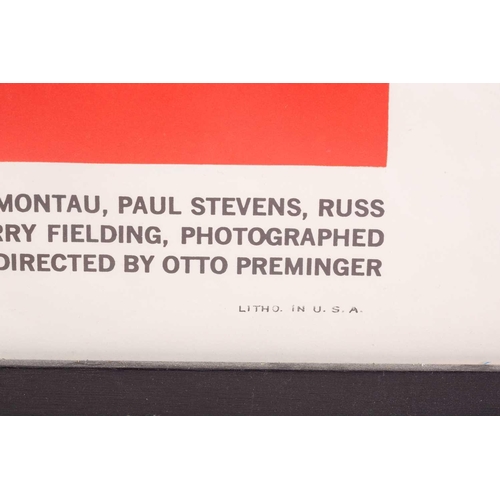 MONTAU, PAUL STEVENS, RUSS
RRY FIELDING, PHOTOGRAPHED
DIRECTED BY OTTO PREMINGER
LITHO. IN U. S. A.